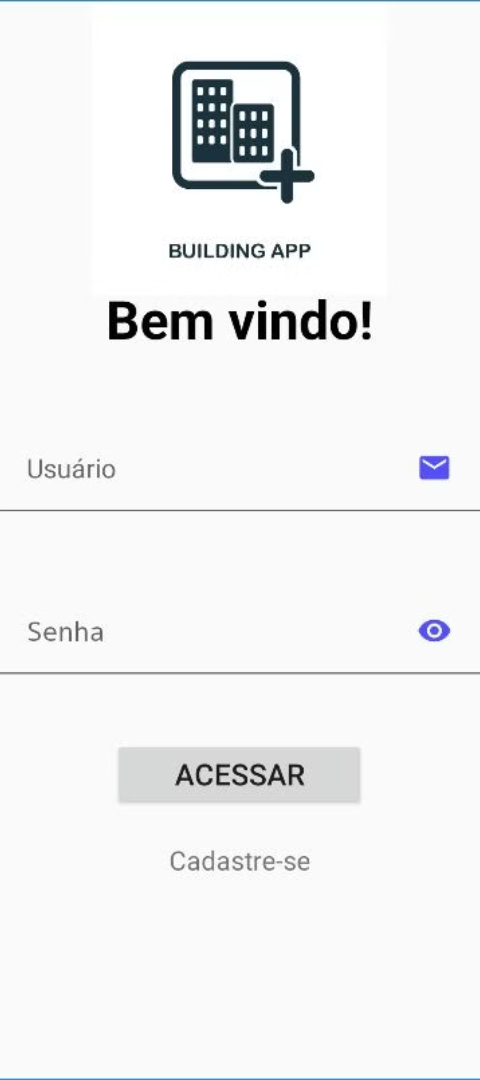 BUILDING APP
Bem vindo!
Usuário
Senha
ACESSAR
Cadastre-se